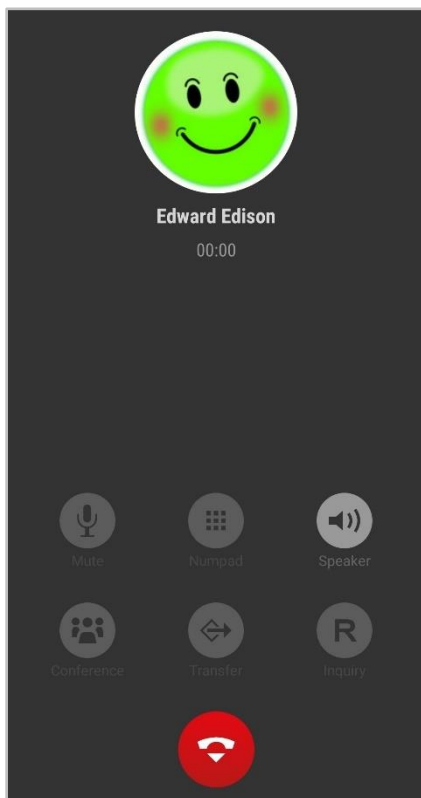 Edward Edison
00:00
Mute Numpad Speaker
R
Conference Transfer Inquiry